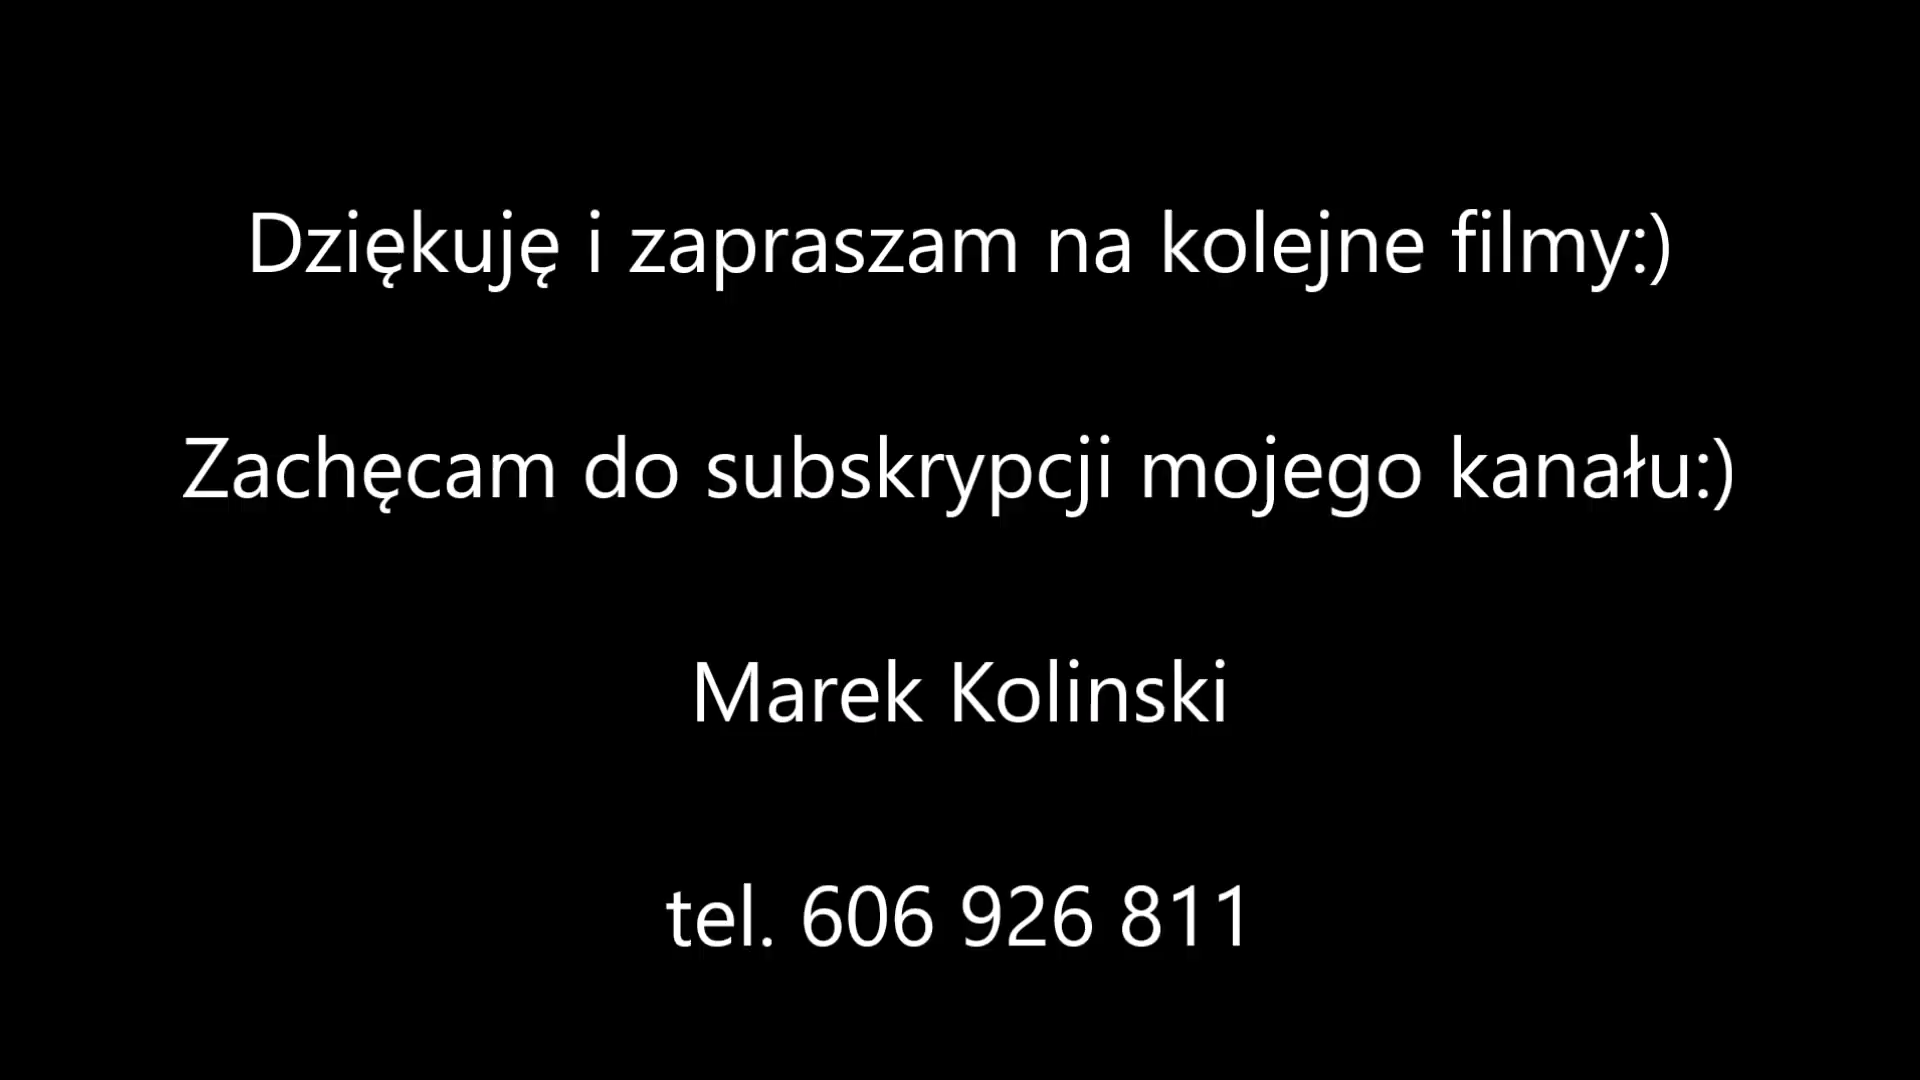 Dziękuję i zapraszam na kolejne filmy:)
Zachęcam do subskrypcji mojego kanału:)
Marek Kolinski
tel. 606 926 811